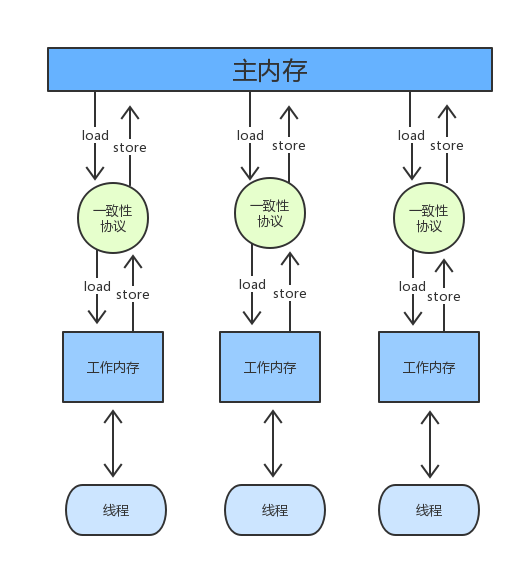 主内存
load
store
load
store
load
store
一致性
协议
一致性
协议
一致性
协议
load
store
load
store
load
store
工作内存
工作内存
工作内存
线程
线程
线程